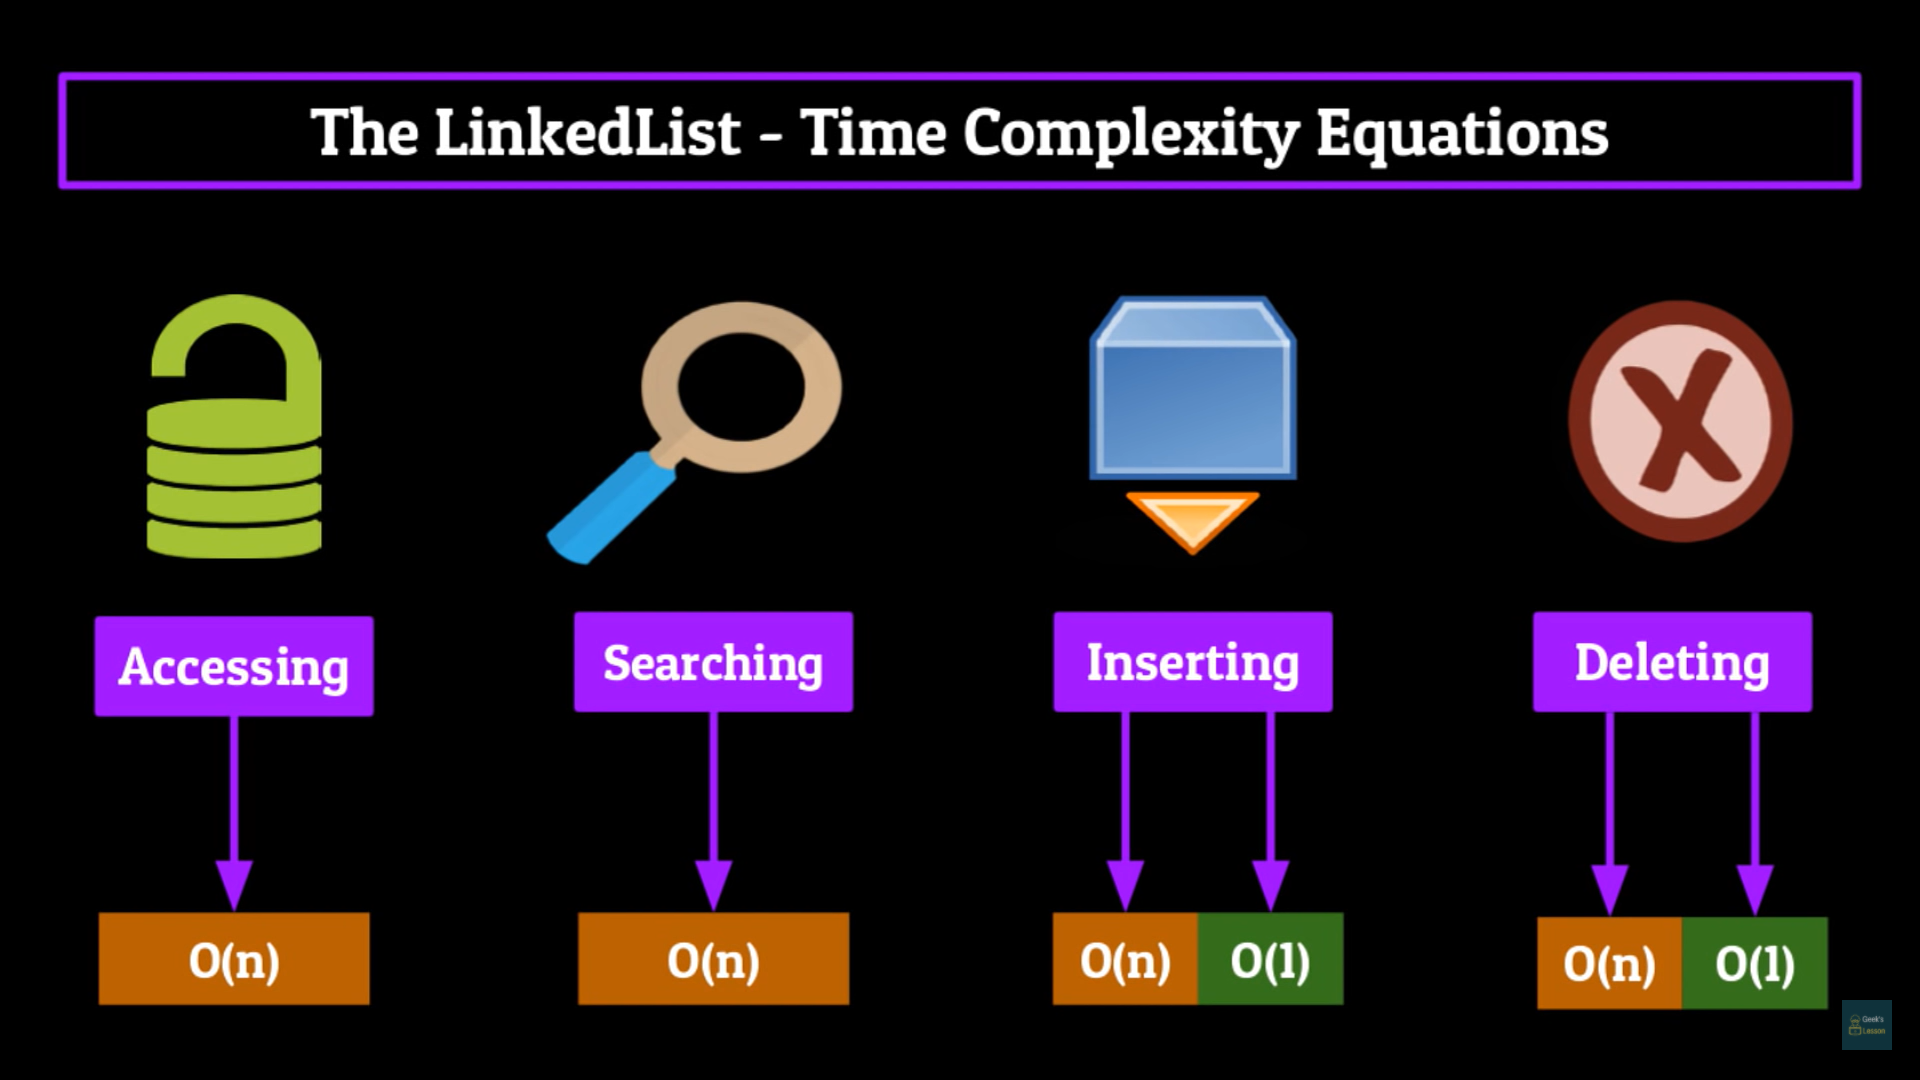 The LinkedList - Time Complexity Equations
Accessing
Searching
Inserting
Deleting
O(n)
O(n)
O(n)
O(1)
O(n)
O(1)
Geek's
Lesson